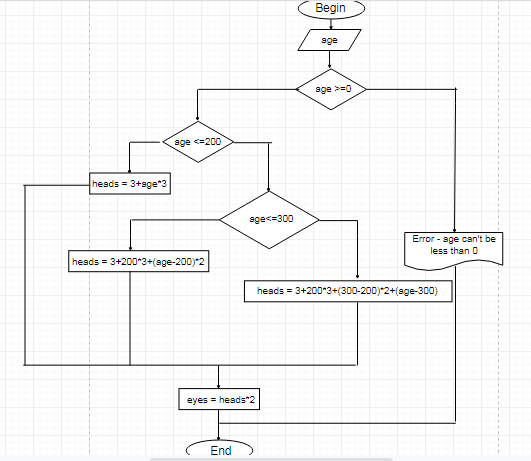 Begin
age
age >=0
age <=200
heads = 3+age*3
age<=300
Error - age can't be
less than 0
heads = 3+200*3+(age-200)*2
heads = 3+200*3+(300-200)*2+(age-300)
eyes = heads*2
End